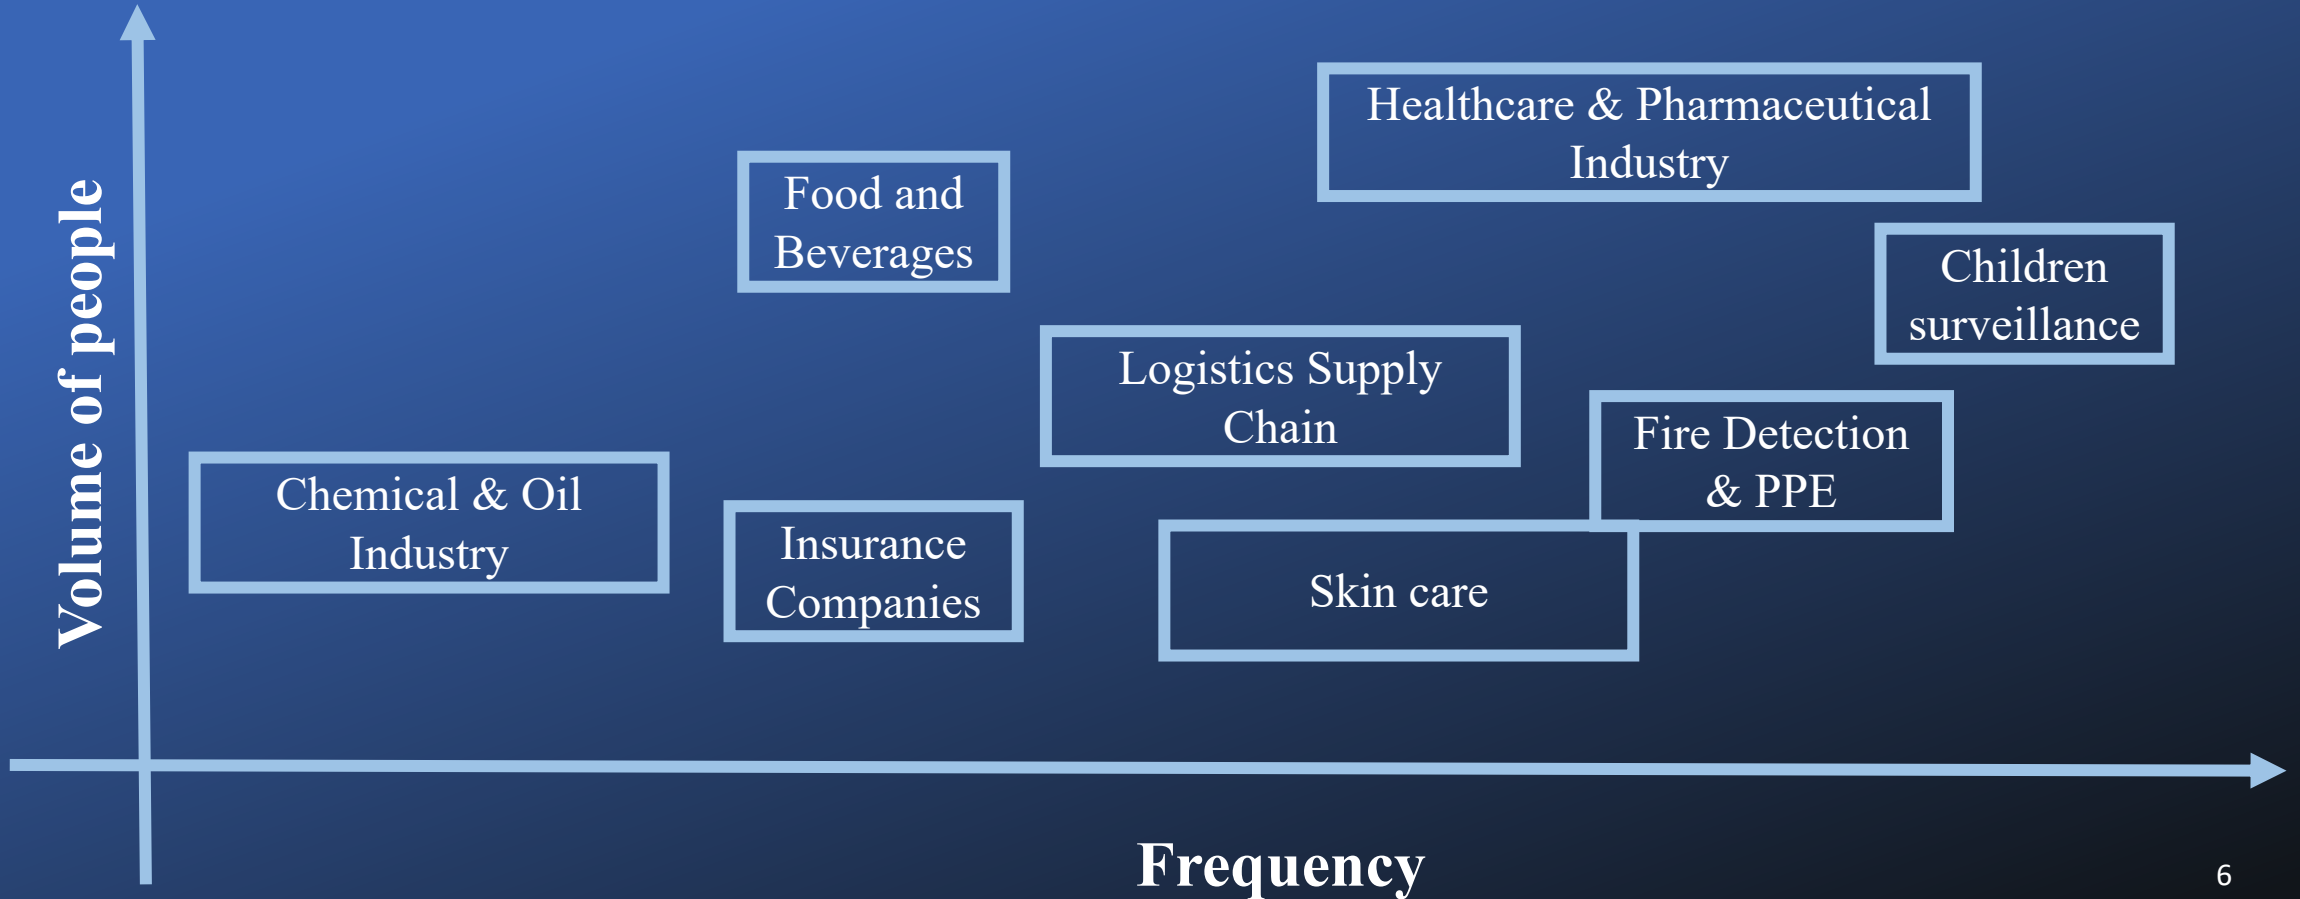 Volume of people
Healthcare & Pharmaceutical
Industry
Food and
Beverages
Children
surveillance
Logistics Supply
Chain
Fire Detection
& PPE
Chemical & Oil
Industry
Insurance
Companies
Skin care
Frequency
6